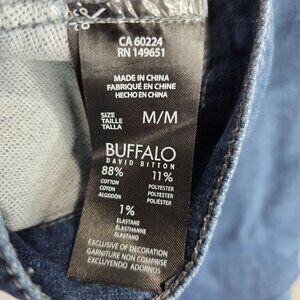 CA 60224
RN 149651
MADE IN CHINA
FABRIQUÉ EN CHINE
HECHO EN CHINA
SIZE
TAILLE
TALLA
M/M
BUFFALO
DAVID BITTON
88% 11%
COTTON POLYESTER
COTON POLYESTER
ALGODÓN POLIÉSTER
1%
ELASTANE
ÉLASTHANNE
ELASTANO
EXCLUSIVE OF DECORATION
GARNITURE NON COMPRISE
EXCLUYENDO ADORNOS